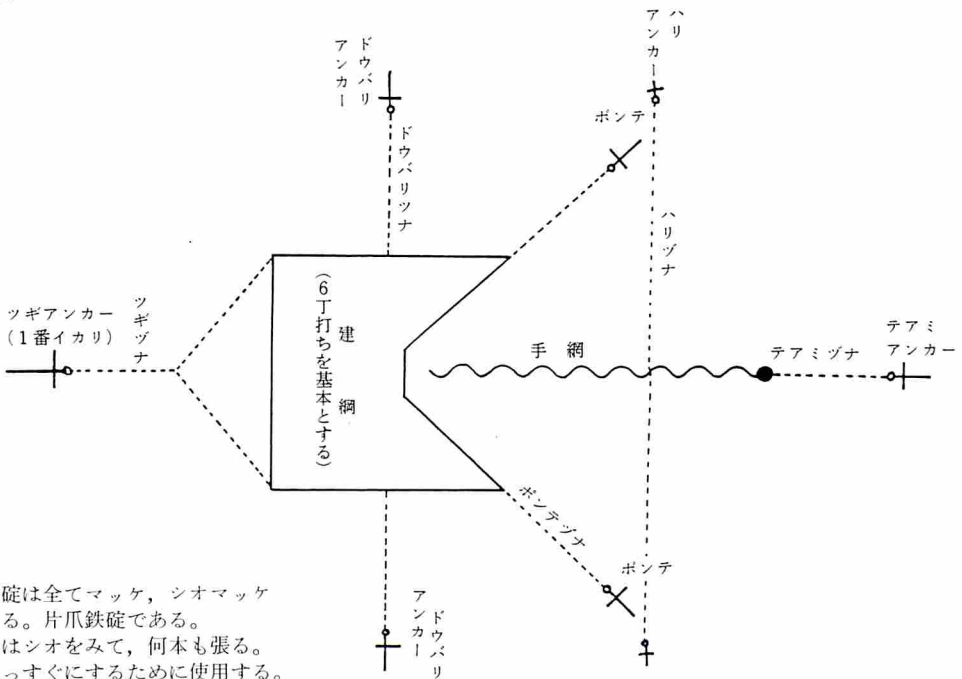 ハリ
アンカー
ドウバリ
アンカー
ボンテ
ドウバリツナ
ハリヅナ
ツギアンカー
(1番イカリ)
ツギヅナ
建網
(6丁打ちを基本とする)
手網
テアミヅナ
テアミ
アンカー
ボンテヅナ
ボンテ
ドウバリ
アンカー
碇は全てマッケ，シオマッケ
る。片爪鉄碇である。
はシオをみて，何本も張る。
っすぐにするために使用する。